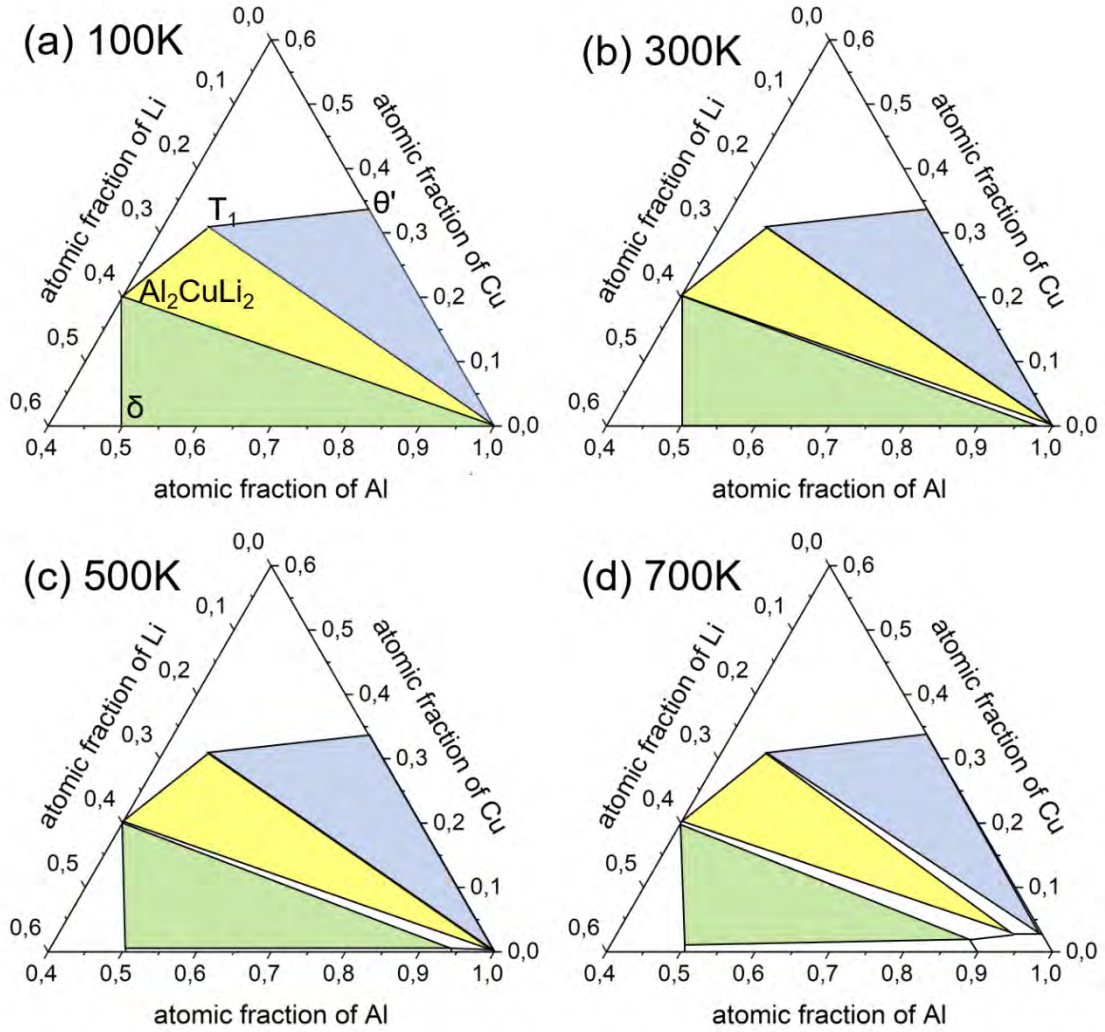 (a) 100K
0,0
0,6
0,1
0,5
0,2
0,4
0,3
T1
θ'
0,3
0,4
Al2CuLi2
0,2
0,5
0,1
0,6
δ
0,0
0,4 0,5 0,6 0,7 0,8 0,9 1,0
atomic fraction of Li
atomic fraction of Cu
atomic fraction of Al
(b) 300K
0,0
0,6
0,1
0,5
0,2
0,4
0,3
0,3
0,4
0,2
0,5
0,1
0,6
0,0
0,4 0,5 0,6 0,7 0,8 0,9 1,0
atomic fraction of Li
atomic fraction of Cu
atomic fraction of Al
(c) 500K
0,0
0,6
0,1
0,5
0,2
0,4
0,3
0,3
0,4
0,2
0,5
0,1
0,6
0,0
0,4 0,5 0,6 0,7 0,8 0,9 1,0
atomic fraction of Li
atomic fraction of Cu
atomic fraction of Al
(d) 700K
0,0
0,6
0,1
0,5
0,2
0,4
0,3
0,3
0,4
0,2
0,5
0,1
0,6
0,0
0,4 0,5 0,6 0,7 0,8 0,9 1,0
atomic fraction of Li
atomic fraction of Cu
atomic fraction of Al